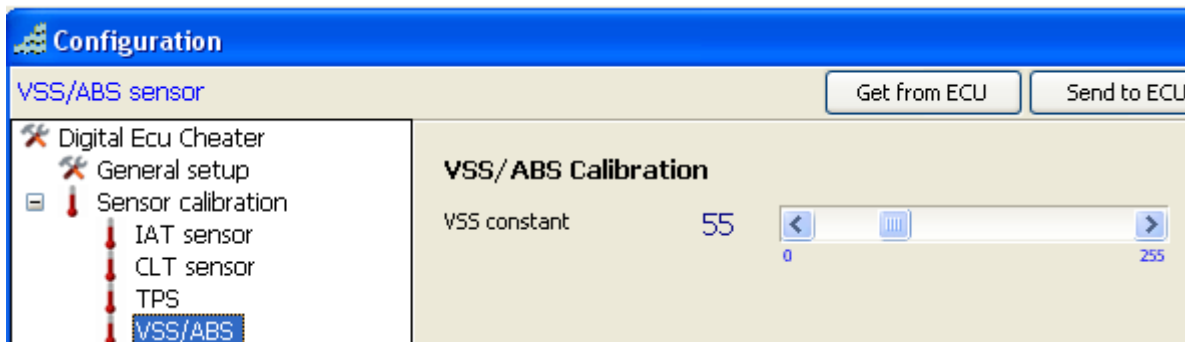 Configuration
VSS/ABS sensor
Get from ECU
Send to ECU
Digital Ecu Cheater
General setup
Sensor calibration
IAT sensor
CLT sensor
TPS
VSS/ABS
VSS/ABS Calibration
VSS constant 55
0 255